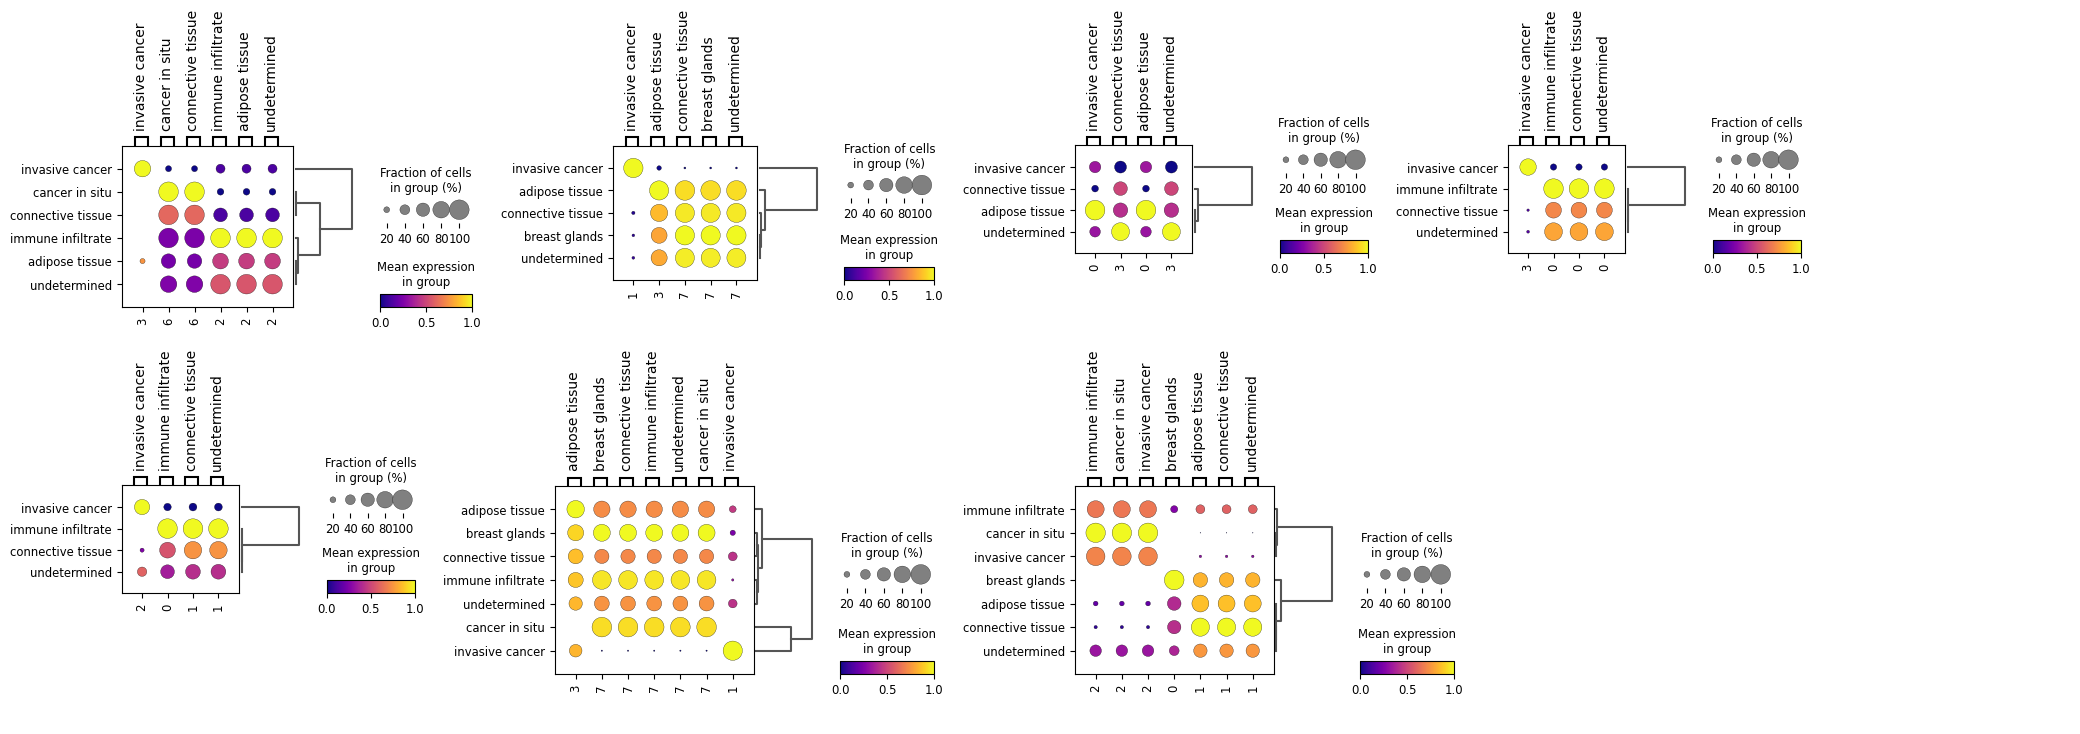 invasive cancer
cancer in situ
connective tissue
immune infiltrate
adipose tissue
undetermined
invasive cancer
cancer in situ
connective tissue
immune infiltrate
adipose tissue
undetermined
3 6 6 2 2 2
Fraction of cells
in group (%)
20 40 60 80 100
Mean expression
in group
0.0 0.5 1.0
invasive cancer
adipose tissue
connective tissue
breast glands
undetermined
invasive cancer
adipose tissue
connective tissue
breast glands
undetermined
1 3 7 7 7
Fraction of cells
in group (%)
20 40 60 80 100
Mean expression
in group
0.0 0.5 1.0
invasive cancer
connective tissue
adipose tissue
undetermined
invasive cancer
connective tissue
adipose tissue
undetermined
0 3 0 3
Fraction of cells
in group (%)
20 40 60 80 100
Mean expression
in group
0.0 0.5 1.0
invasive cancer
immune infiltrate
connective tissue
undetermined
invasive cancer
immune infiltrate
connective tissue
undetermined
3 0 0 0
Fraction of cells
in group (%)
20 40 60 80 100
Mean expression
in group
0.0 0.5 1.0
invasive cancer
immune infiltrate
connective tissue
undetermined
invasive cancer
immune infiltrate
connective tissue
undetermined
2 0 1 1
Fraction of cells
in group (%)
20 40 60 80 100
Mean expression
in group
0.0 0.5 1.0
adipose tissue
breast glands
connective tissue
immune infiltrate
undetermined
cancer in situ
invasive cancer
adipose tissue
breast glands
connective tissue
immune infiltrate
undetermined
cancer in situ
invasive cancer
3 7 7 7 7 7 1
Fraction of cells
in group (%)
20 40 60 80 100
Mean expression
in group
0.0 0.5 1.0
immune infiltrate
cancer in situ
invasive cancer
breast glands
adipose tissue
connective tissue
undetermined
immune infiltrate
cancer in situ
invasive cancer
breast glands
adipose tissue
connective tissue
undetermined
2 2 2 0 1 1 1
Fraction of cells
in group (%)
20 40 60 80 100
Mean expression
in group
0.0 0.5 1.0